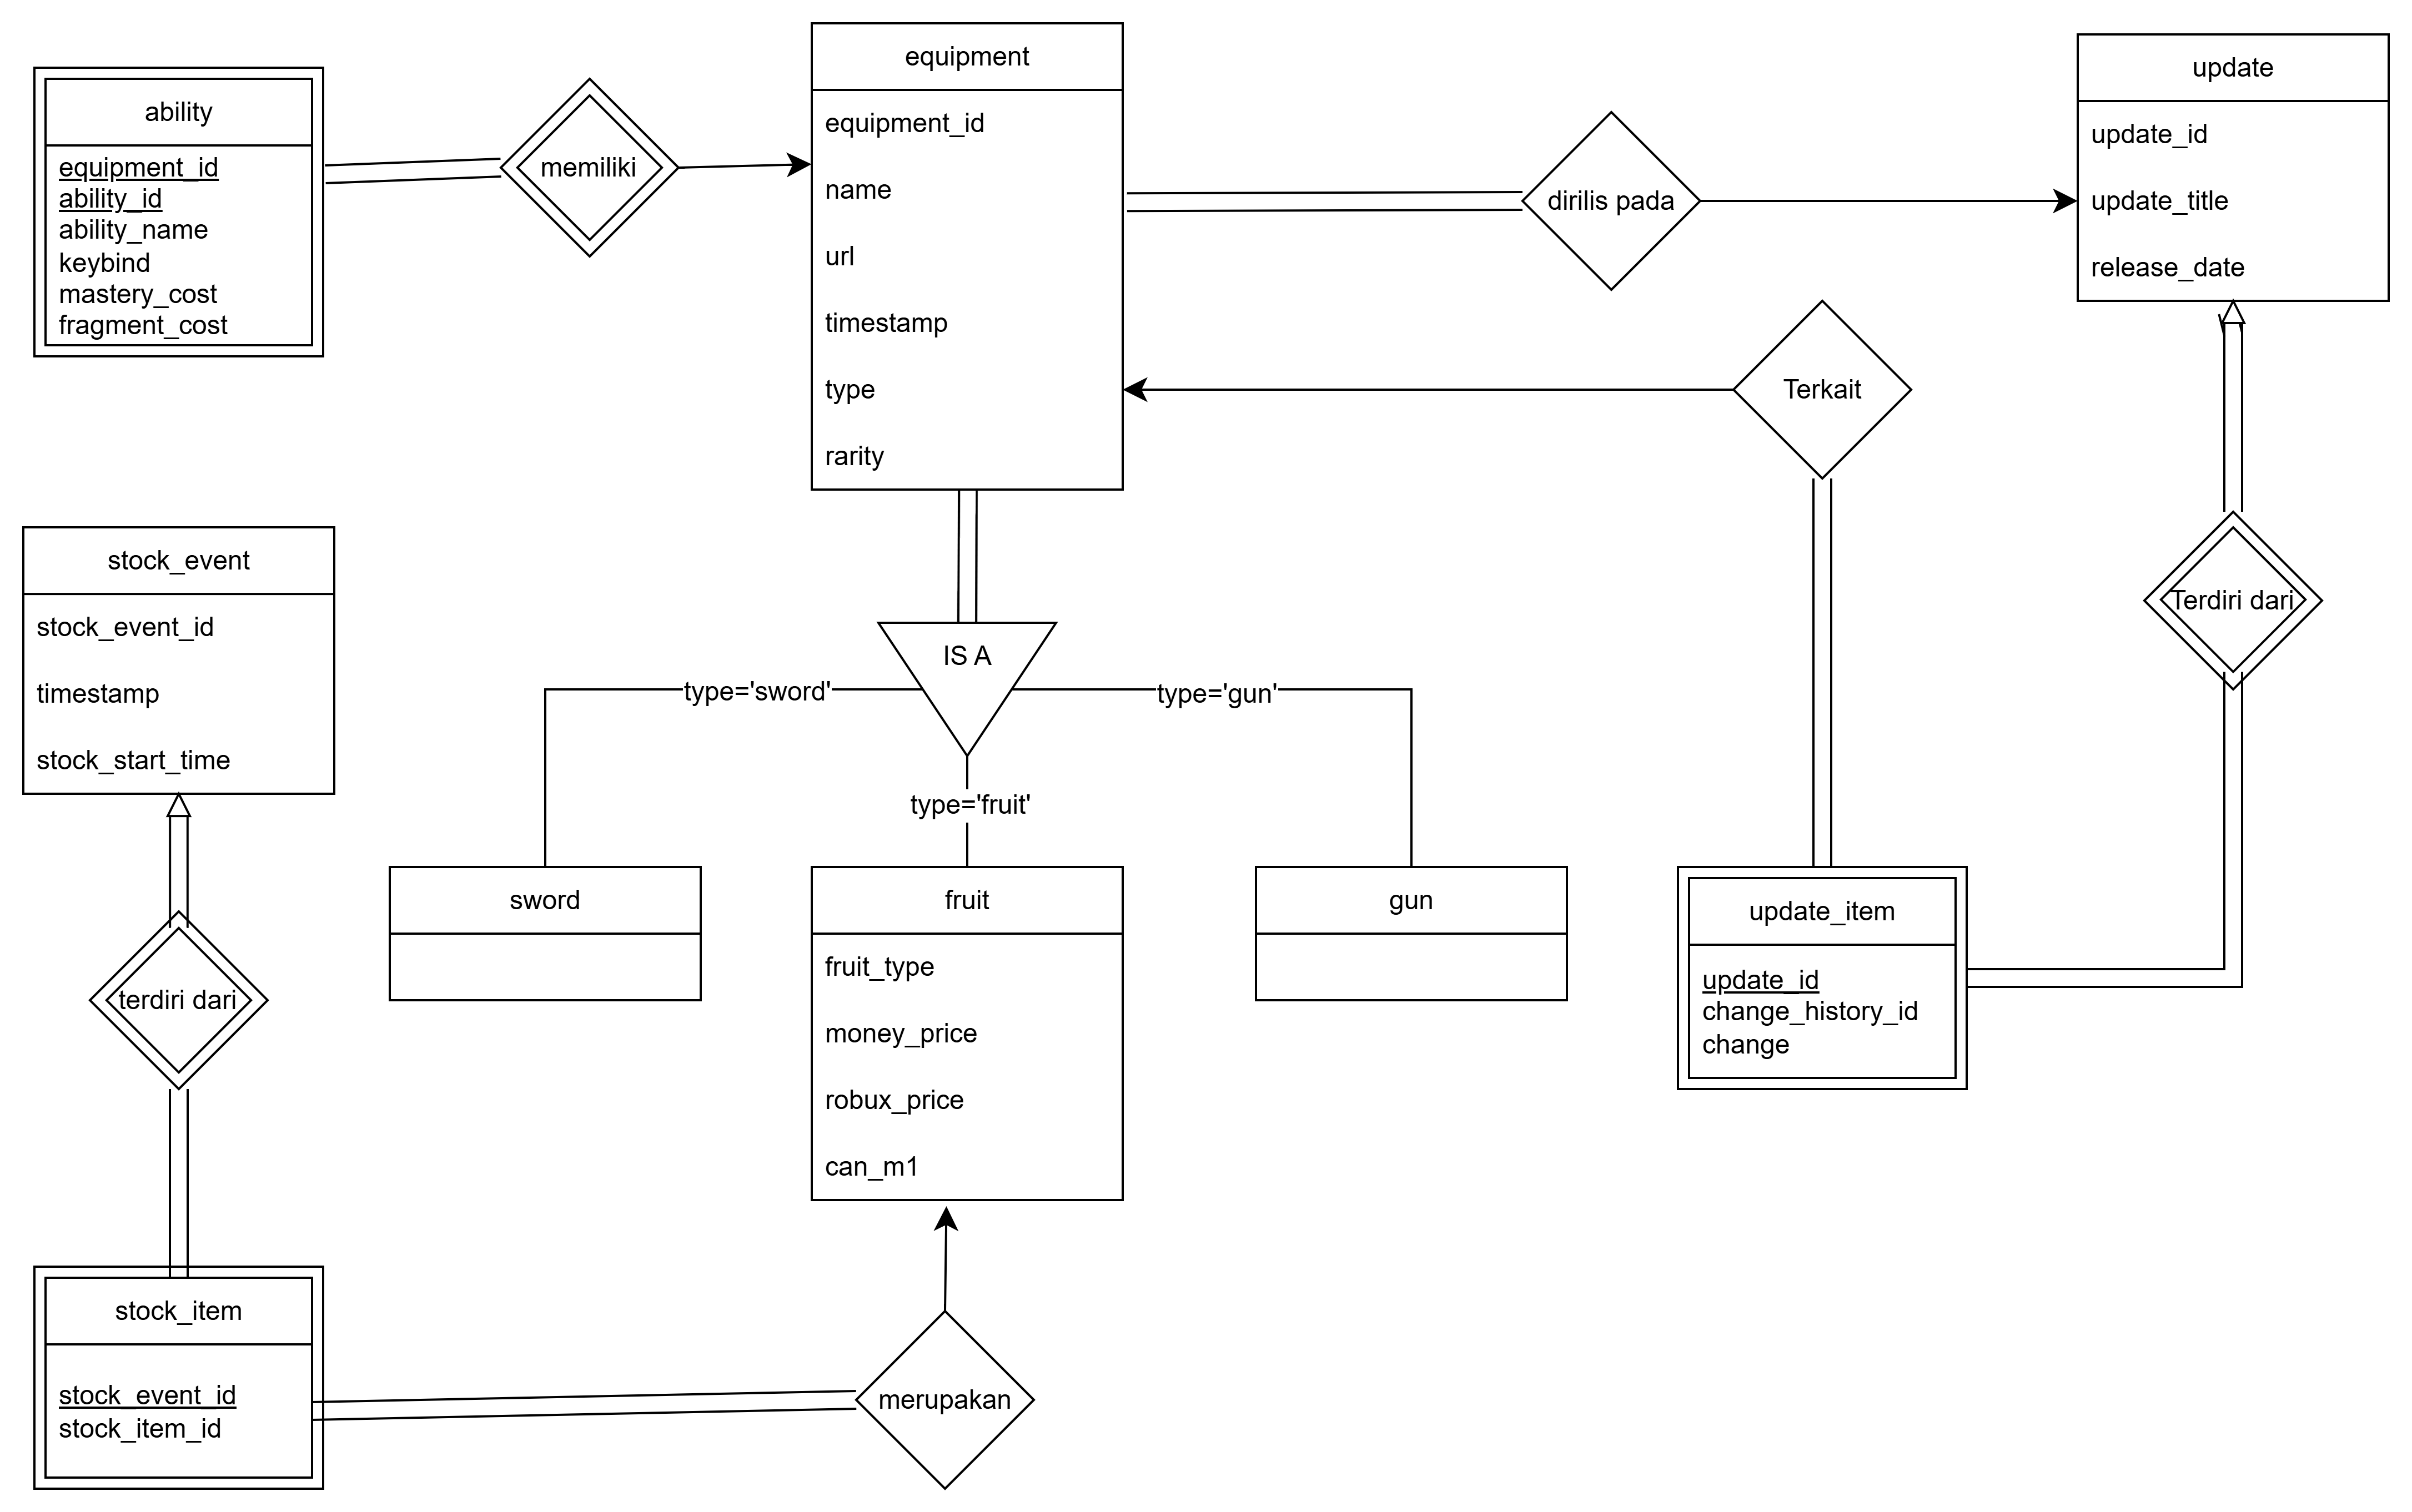 equipment
equipment_id
name
url
timestamp
type
rarity
update
update_id
update_title
release_date
ability
equipment_id
ability_id
ability_name
keybind
mastery_cost
fragment_cost
memiliki
dirilis pada
Terkait
stock_event
stock_event_id
timestamp
stock_start_time
IS A
type='sword'
type='gun'
type='fruit'
Terdiri dari
sword
fruit
fruit_type
money_price
robux_price
can_m1
gun
update_item
update_id
change_history_id
change
terdiri dari
stock_item
stock_event_id
stock_item_id
merupakan